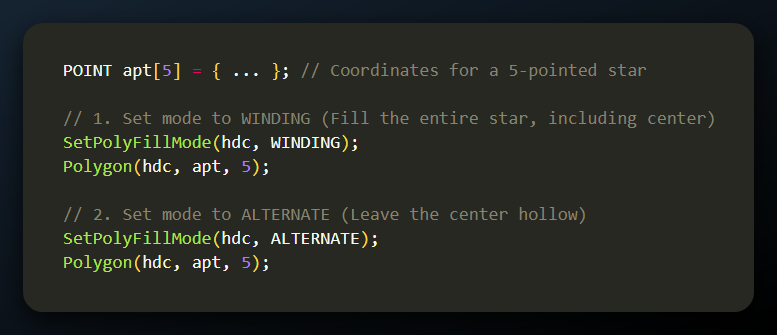 POINT apt[5] = { ... }; // Coordinates for a 5-pointed star
// 1. Set mode to WINDING (Fill the entire star, including center)
SetPolyFillMode(hdc, WINDING);
Polygon(hdc, apt, 5);
// 2. Set mode to ALTERNATE (Leave the center hollow)
SetPolyFillMode(hdc, ALTERNATE);
Polygon(hdc, apt, 5);